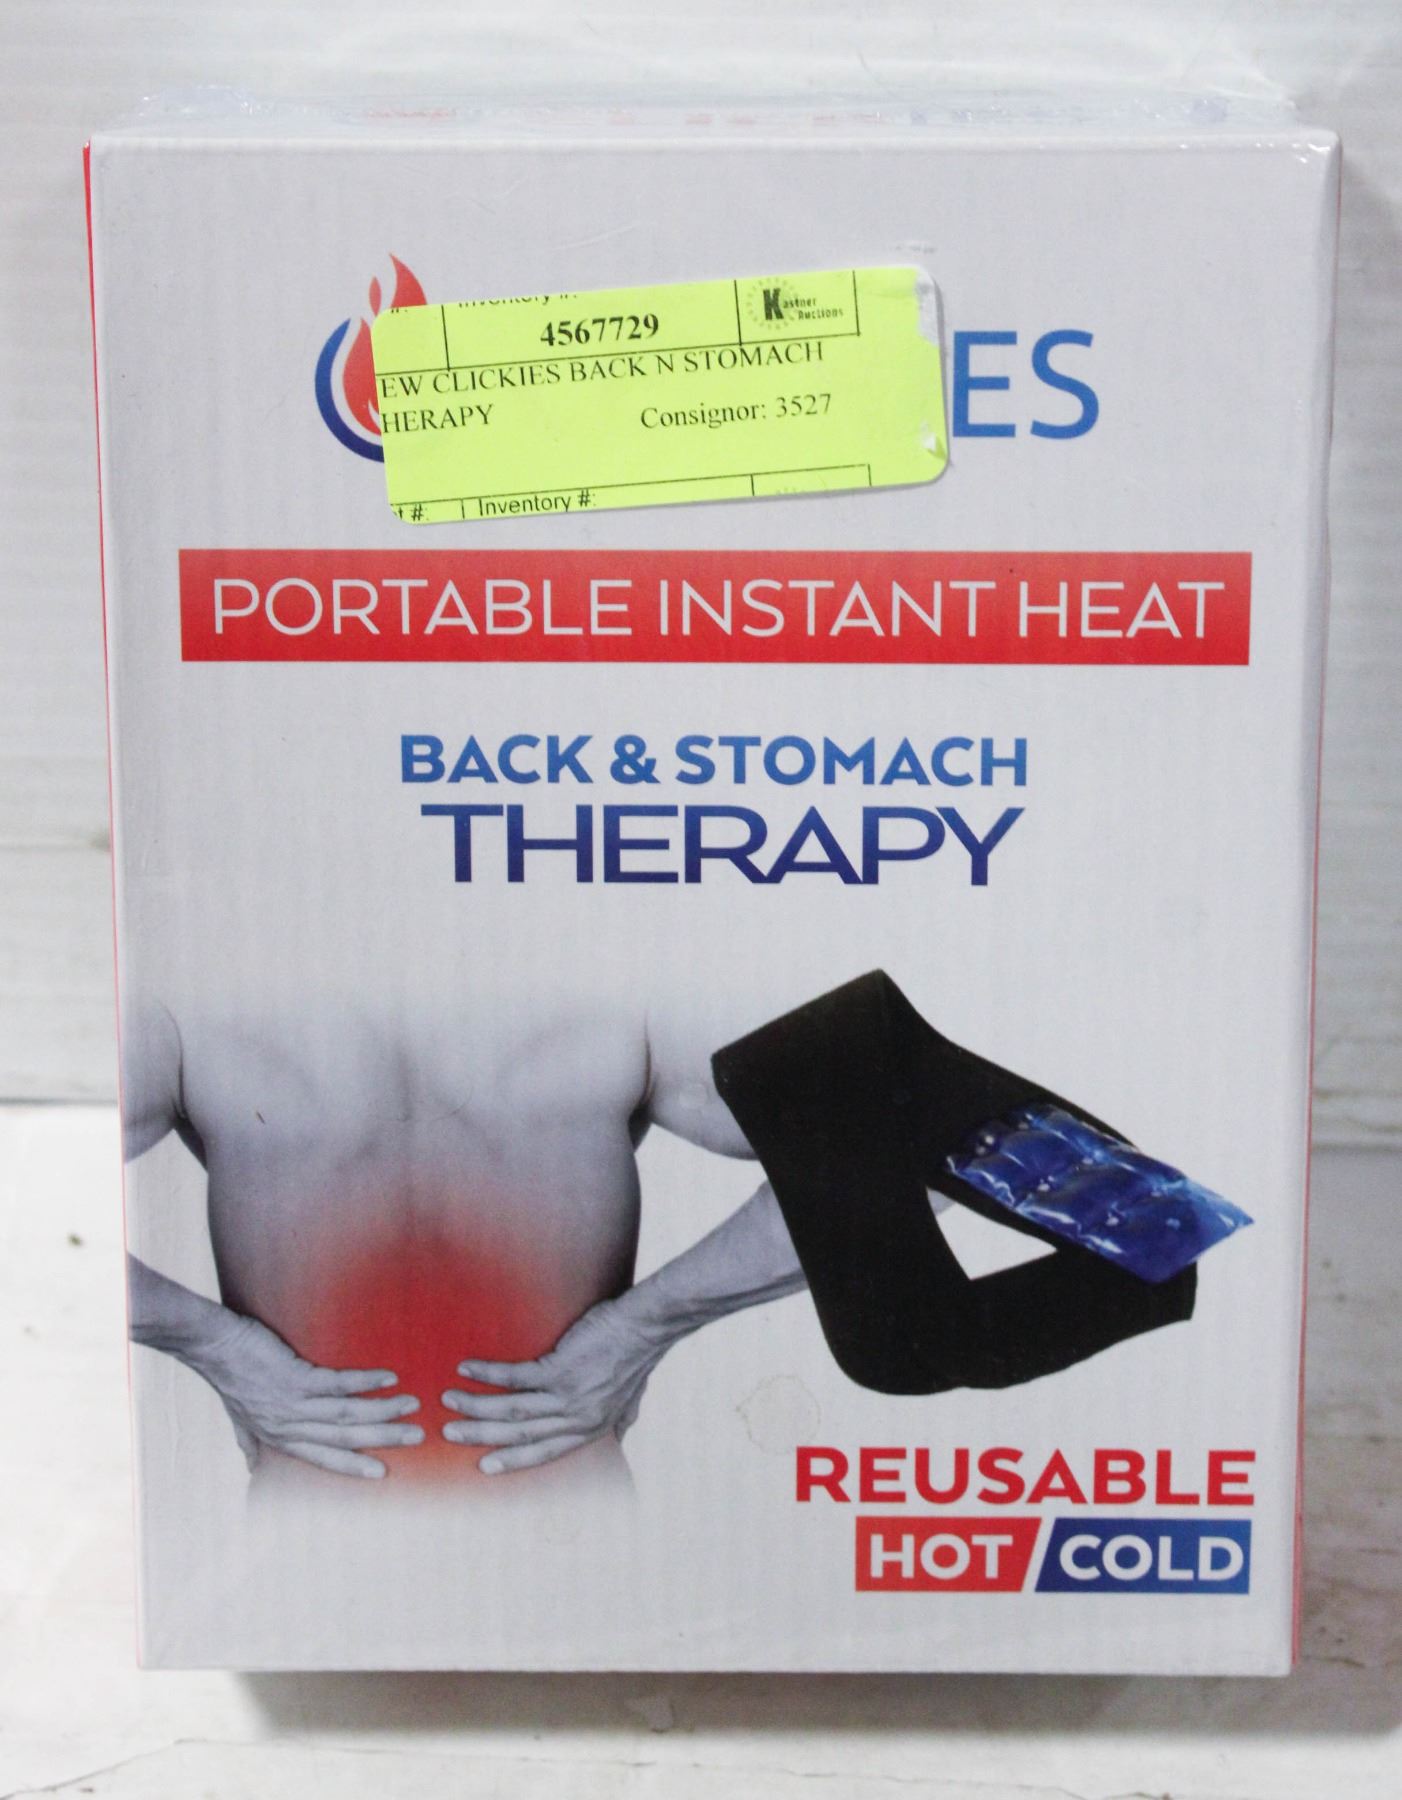 Inventory #:
4567729
Kastner
Auctions
EW CLICKIES BACK N STOMACH
HERAPY Consignor: 3527
t #: Inventory #:
ES
PORTABLE INSTANT HEAT
BACK & STOMACH
THERAPY
REUSABLE
HOT/COLD